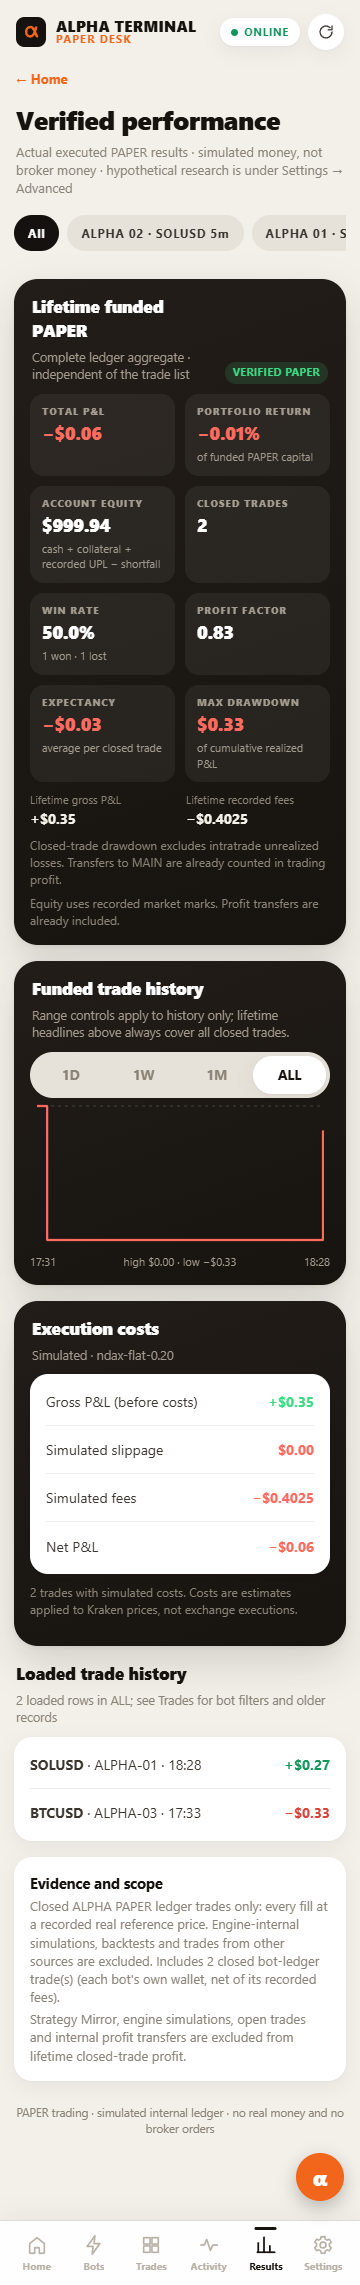 α
ALPHA TERMINAL
PAPER DESK
ONLINE
← Home
Verified performance
Actual executed PAPER results · simulated money, not
broker money · hypothetical research is under Settings →
Advanced
All
ALPHA 02 · SOLUSD 5m
ALPHA 01 · S
Lifetime funded
PAPER
Complete ledger aggregate ·
independent of the trade list
VERIFIED PAPER
TOTAL P&L
−$0.06
PORTFOLIO RETURN
−0.01%
of funded PAPER capital
ACCOUNT EQUITY
$999.94
cash + collateral +
recorded UPL − shortfall
CLOSED TRADES
2
WIN RATE
50.0%
1 won · 1 lost
PROFIT FACTOR
0.83
EXPECTANCY
−$0.03
average per closed trade
MAX DRAWDOWN
$0.33
of cumulative realized
P&L
Lifetime gross P&L
+$0.35
Lifetime recorded fees
−$0.4025
Closed-trade drawdown excludes intratrade unrealized
losses. Transfers to MAIN are already counted in trading
profit.
Equity uses recorded market marks. Profit transfers are
already included.
Funded trade history
Range controls apply to history only; lifetime
headlines above always cover all closed trades.
1D
1W
1M
ALL
17:31
high $0.00 · low −$0.33
18:28
Execution costs
Simulated · ndax-flat-0.20
Gross P&L (before costs)
+$0.35
Simulated slippage
$0.00
Simulated fees
−$0.4025
Net P&L
−$0.06
2 trades with simulated costs. Costs are estimates
applied to Kraken prices, not exchange executions.
Loaded trade history
2 loaded rows in ALL; see Trades for bot filters and older
records
SOLUSD · ALPHA-01 · 18:28
+$0.27
BTCUSD · ALPHA-03 · 17:33
−$0.33
Evidence and scope
Closed ALPHA PAPER ledger trades only: every fill at
a recorded real reference price. Engine-internal
simulations, backtests and trades from other
sources are excluded. Includes 2 closed bot-ledger
trade(s) (each bot's own wallet, net of its recorded
fees).
Strategy Mirror, engine simulations, open trades
and internal profit transfers are excluded from
lifetime closed-trade profit.
PAPER trading · simulated internal ledger · no real money and no
broker orders
α
Home
Bots
Trades
Activity
Results
Settings